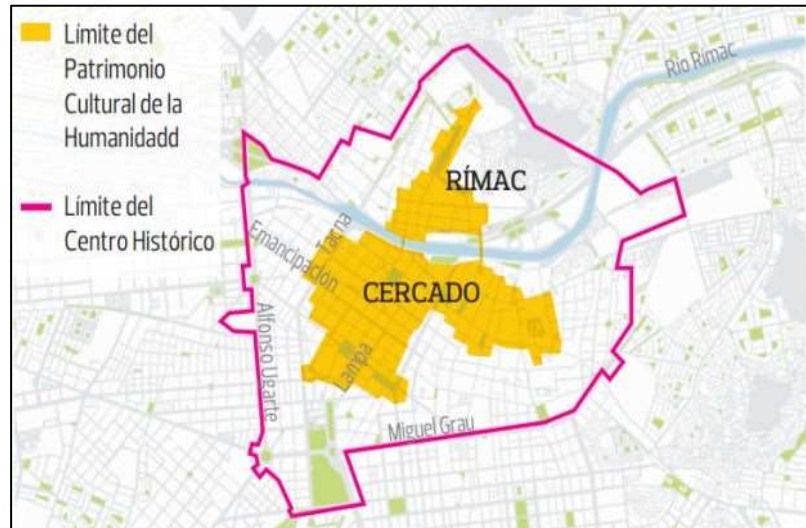 Límite del
Patrimonio
Cultural de la
Humanidadd
Límite del
Centro Histórico
Río Rímac
RÍMAC
Tacna
Emancipación
CERCADO
Alfonso Ugarte
Lampa
Miguel Grau